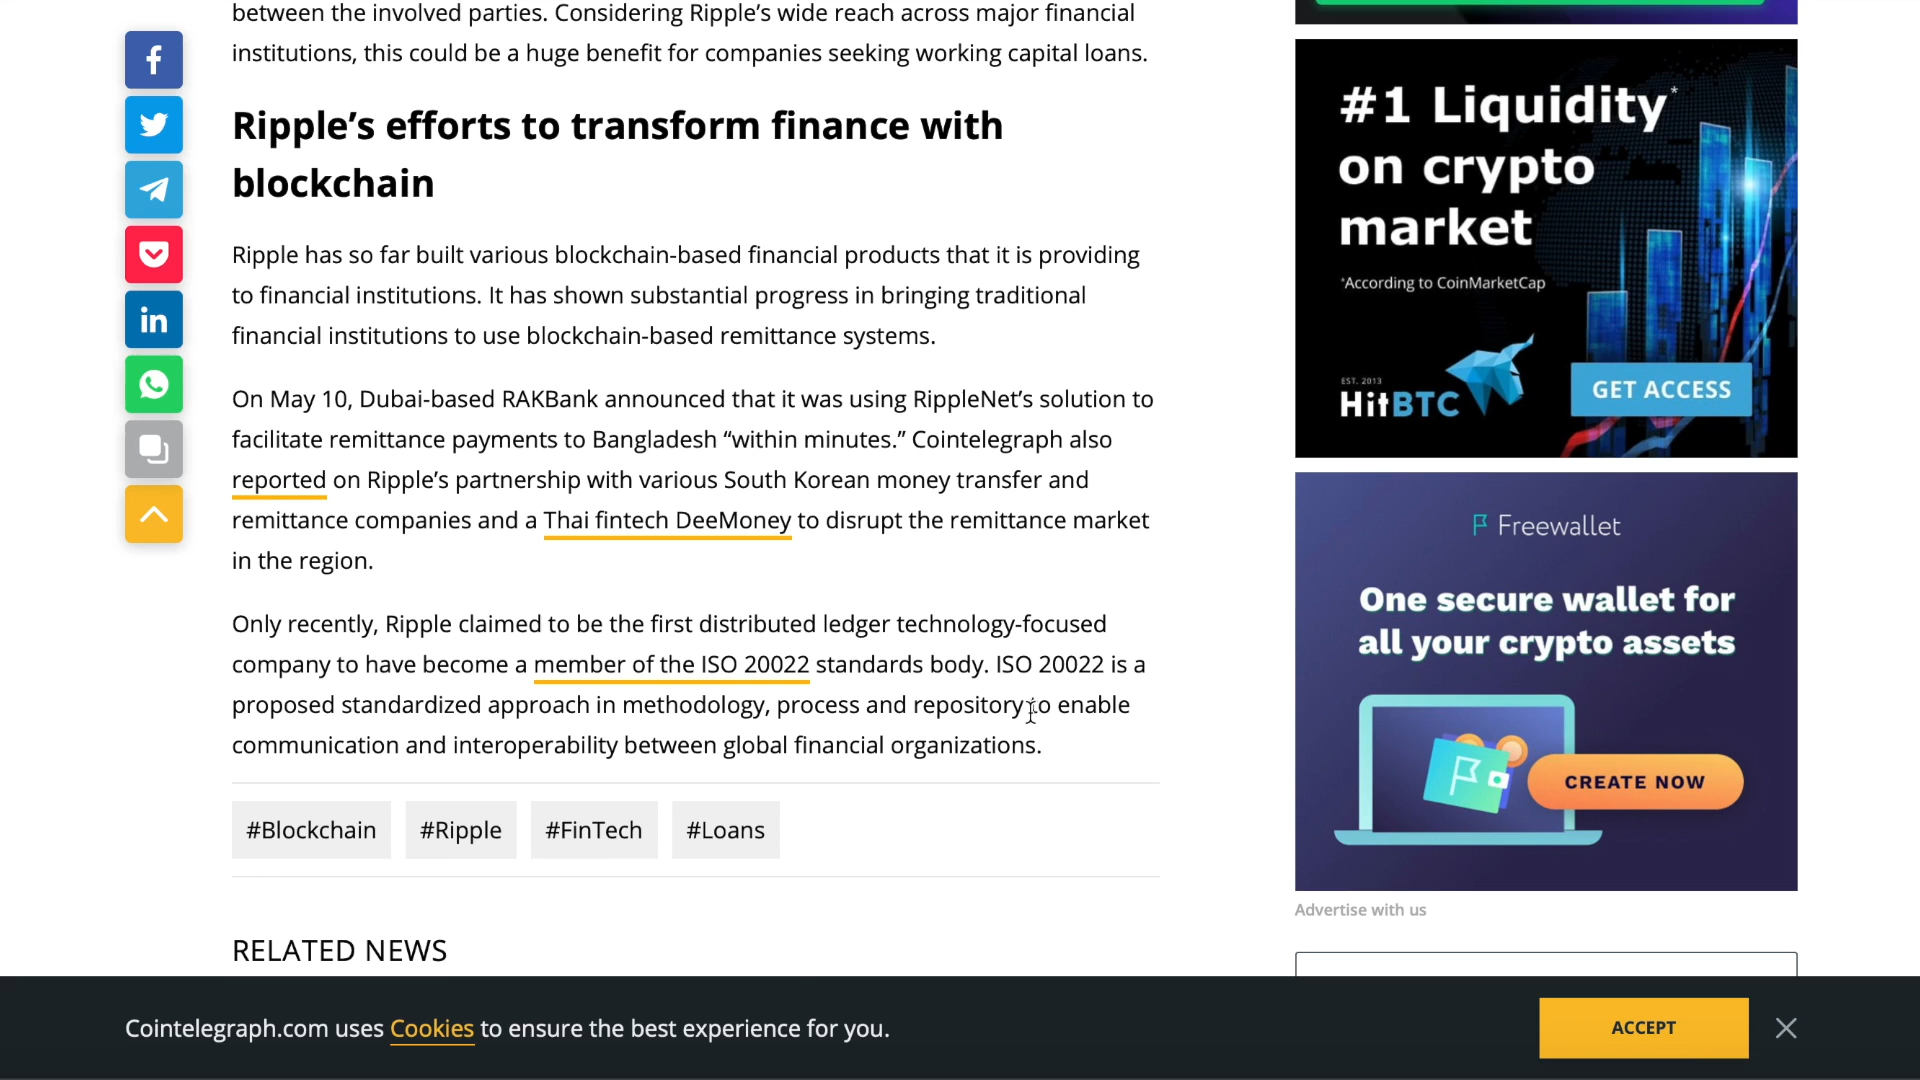 between the involved parties. Considering Ripple’s wide reach across major financial
institutions, this could be a huge benefit for companies seeking working capital loans.
Ripple’s efforts to transform finance with
blockchain
Ripple has so far built various blockchain-based financial products that it is providing
to financial institutions. It has shown substantial progress in bringing traditional
financial institutions to use blockchain-based remittance systems.
On May 10, Dubai-based RAKBank announced that it was using RippleNet’s solution to
facilitate remittance payments to Bangladesh “within minutes.” Cointelegraph also
reported on Ripple’s partnership with various South Korean money transfer and
remittance companies and a Thai fintech DeeMoney to disrupt the remittance market
in the region.
Only recently, Ripple claimed to be the first distributed ledger technology-focused
company to have become a member of the ISO 20022 standards body. ISO 20022 is a
proposed standardized approach in methodology, process and repository to enable
communication and interoperability between global financial organizations.
#Blockchain #Ripple #FinTech #Loans
RELATED NEWS
#1 Liquidity*
on crypto
market
*According to CoinMarketCap
EST. 2013
HitBTC
GET ACCESS
Freewallet
One secure wallet for
all your crypto assets
CREATE NOW
Advertise with us
Cointelegraph.com uses Cookies to ensure the best experience for you.
ACCEPT